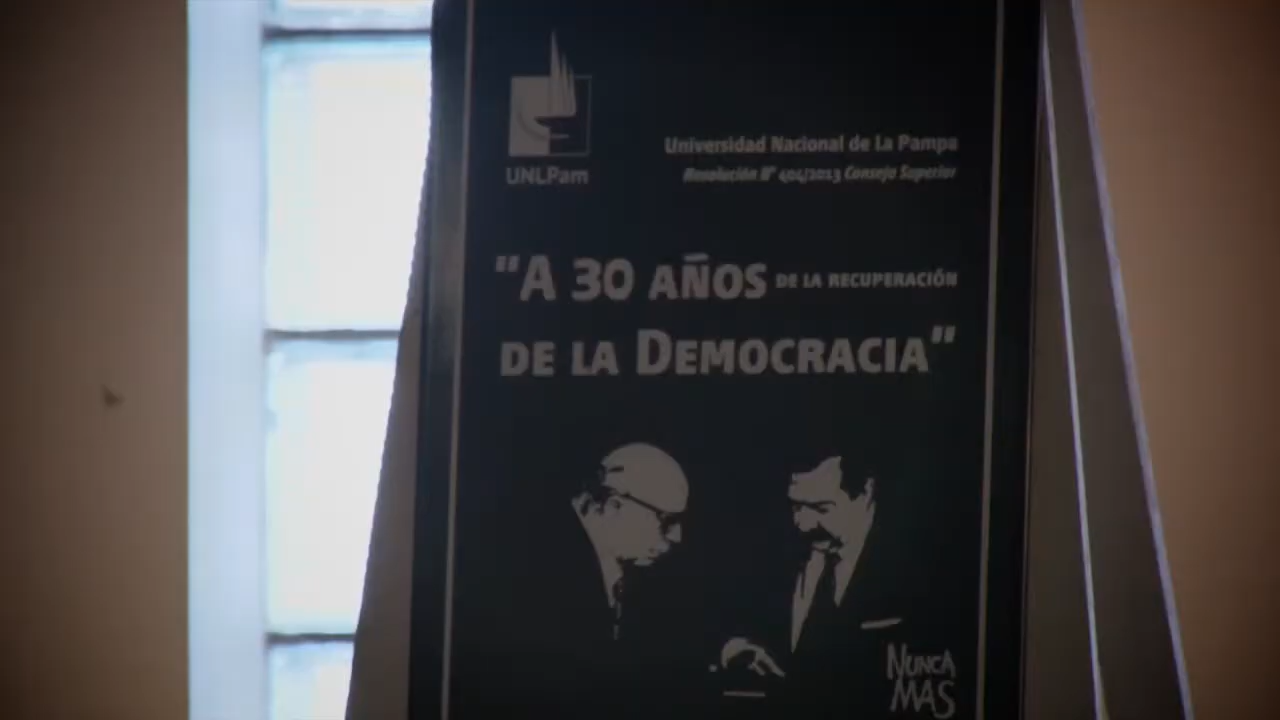 UNLPam
Universidad Nacional de La Pampa
Resolución N° 404/2013 Consejo Superior
"A 30 AÑOS DE LA RECUPERACIÓN
DE LA DEMOCRACIA"
NUNCA
MAS